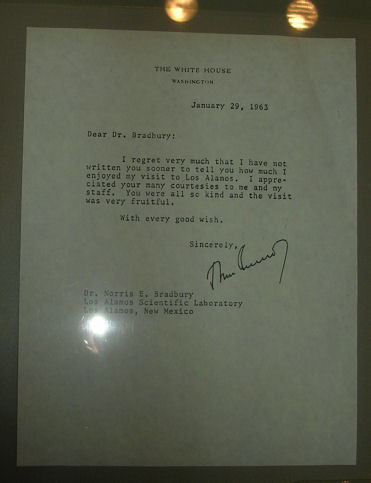 THE WHITE HOUSE
WASHINGTON
January 29, 1963
Dear Dr. Bradbury:
I regret very much that I have not
written you sooner to tell you how much I
enjoyed my visit to Los Alamos. I appre-
ciated your many courtesies to me and my
staff. You were all so kind and the visit
was very fruitful.
With every good wish.
Sincerely,
Dr. Norris E. Bradbury
Los Alamos Scientific Laboratory
Los Alamos, New Mexico